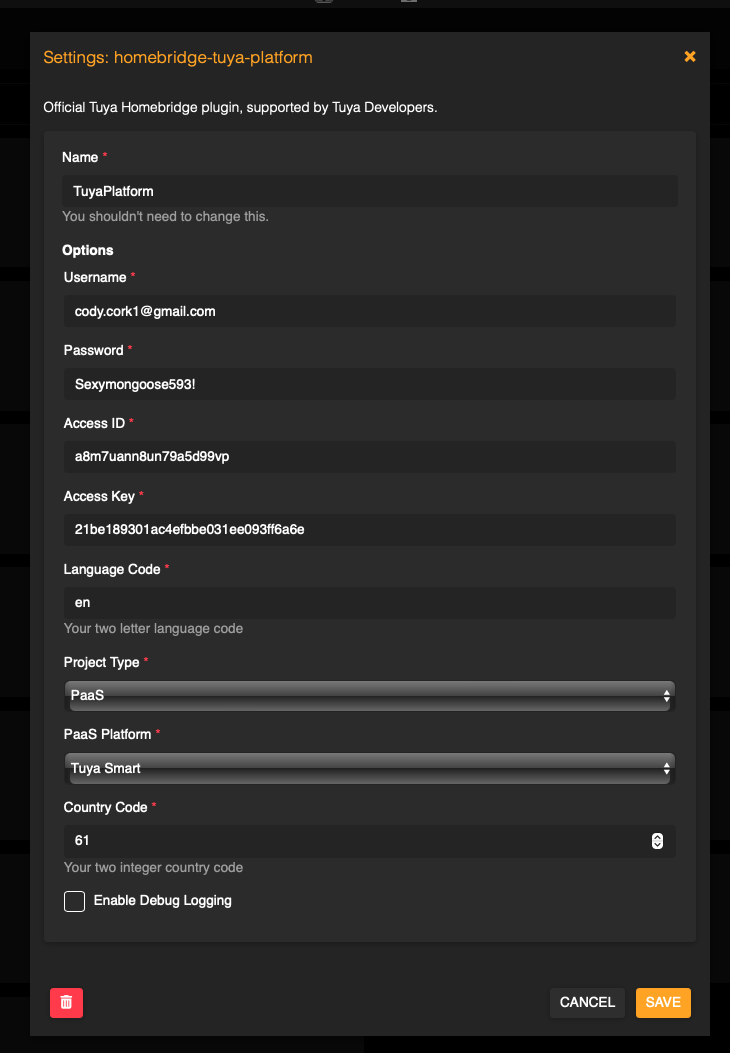 Settings: homebridge-tuya-platform
Official Tuya Homebridge plugin, supported by Tuya Developers.
Name *
TuyaPlatform
You shouldn't need to change this.
Options
Username *
cody.cork1@gmail.com
Password *
Sexymongoose593!
Access ID *
a8m7uann8un79a5d99vp
Access Key *
21be189301ac4efbbe031ee093ff6a6e
Language Code *
en
Your two letter language code
Project Type *
PaaS
PaaS Platform *
Tuya Smart
Country Code *
61
Your two integer country code
Enable Debug Logging
CANCEL SAVE